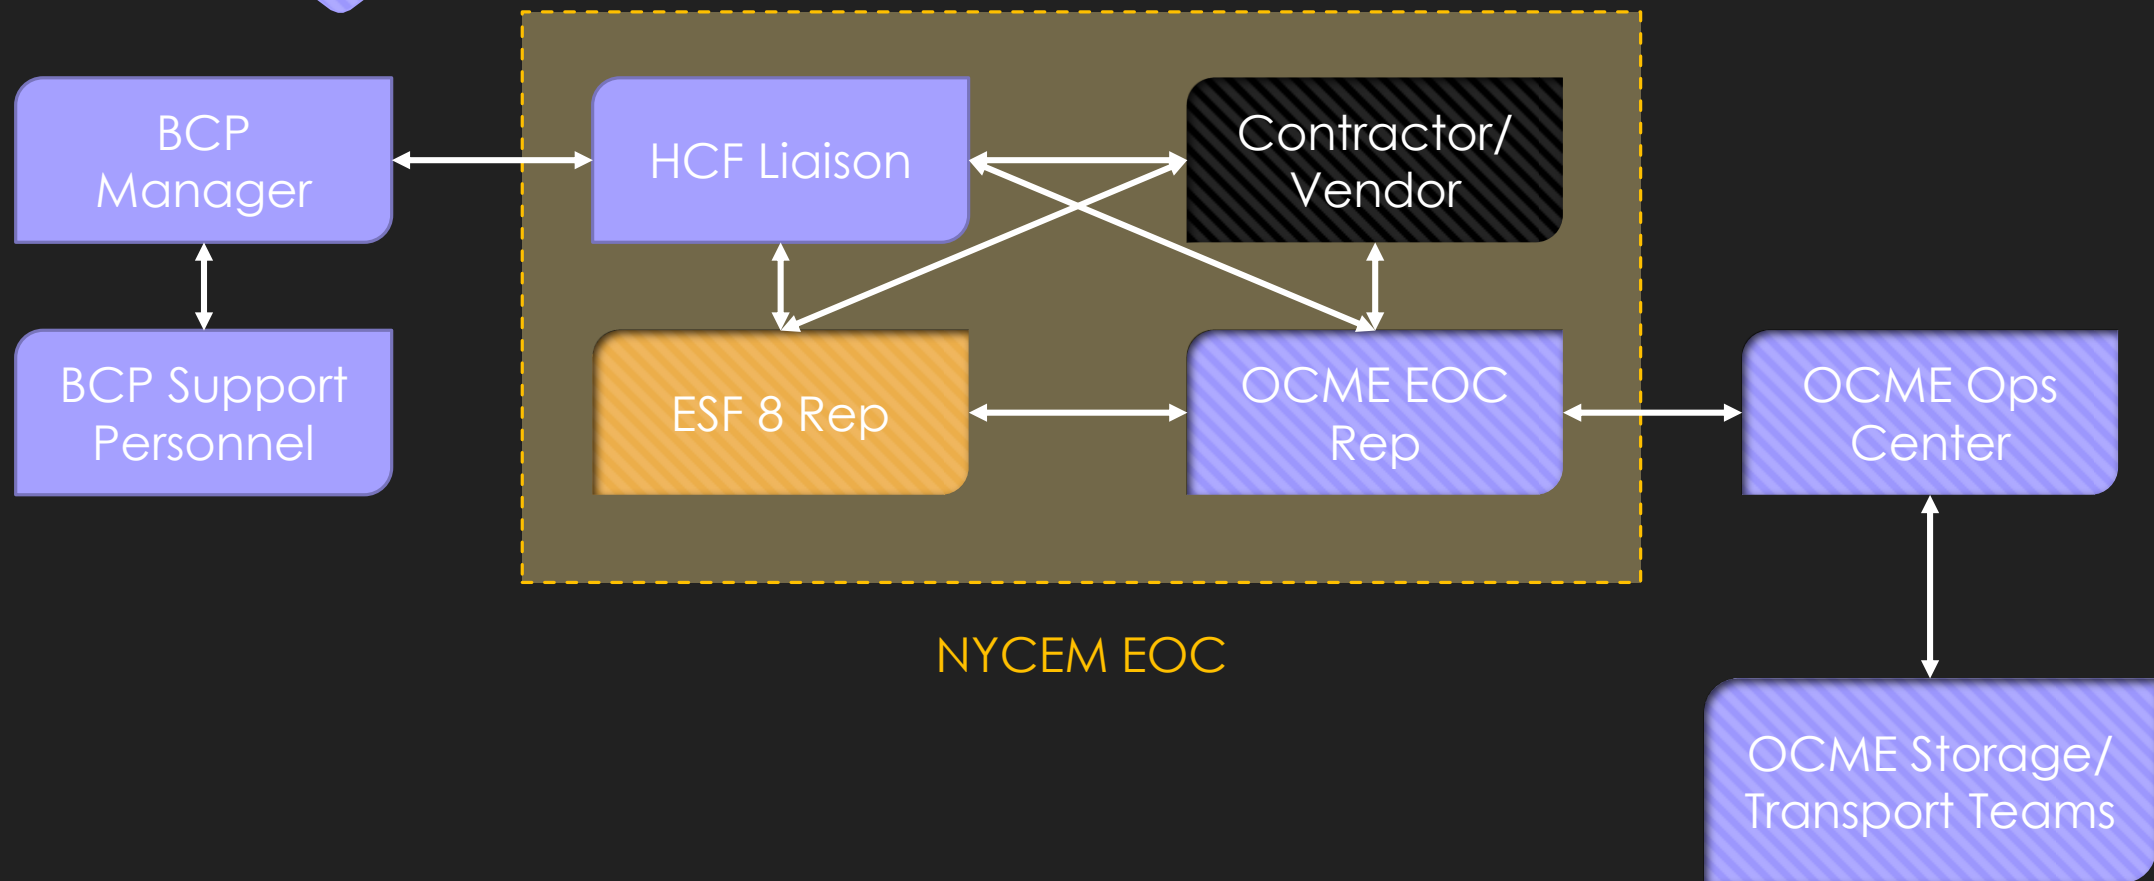 BCP
Manager
HCF Liaison
Contractor/
Vendor
BCP Support
Personnel
ESF 8 Rep
OCME EOC
Rep
OCME Ops
Center
NYCEM EOC
OCME Storage/
Transport Teams